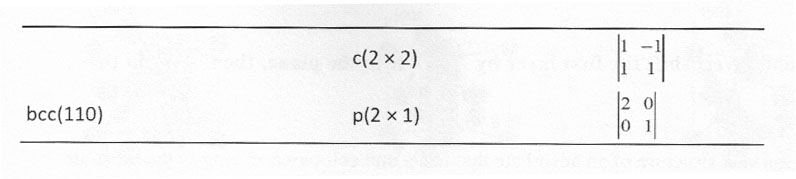 c(2 × 2) |1 −1|
|1 1|
bcc(110) p(2 × 1) |2 0|
|0 1|